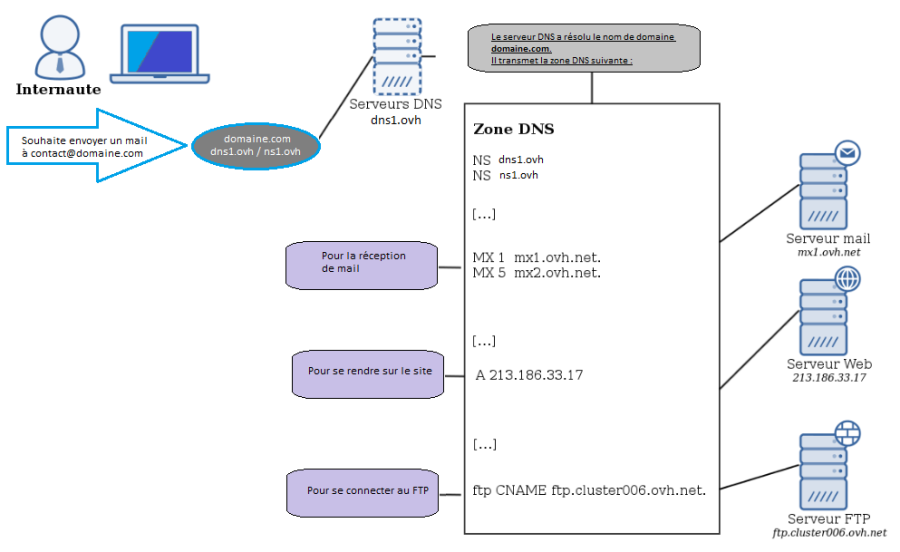 Internaute
Souhaite envoyer un mail
à contact@domaine.com
domaine.com
dns1.ovh / ns1.ovh
Serveurs DNS
dns1.ovh
Le serveur DNS a résolu le nom de domaine
domaine.com.
Il transmet la zone DNS suivante :
Zone DNS
NS dns1.ovh
NS ns1.ovh
[...]
Pour la réception
de mail
MX 1 mx1.ovh.net.
MX 5 mx2.ovh.net.
[...]
Pour se rendre sur le site
A 213.186.33.17
[...]
Pour se connecter au FTP
ftp CNAME ftp.cluster006.ovh.net.
Serveur mail
mx1.ovh.net
Serveur Web
213.186.33.17
Serveur FTP
ftp.cluster006.ovh.net